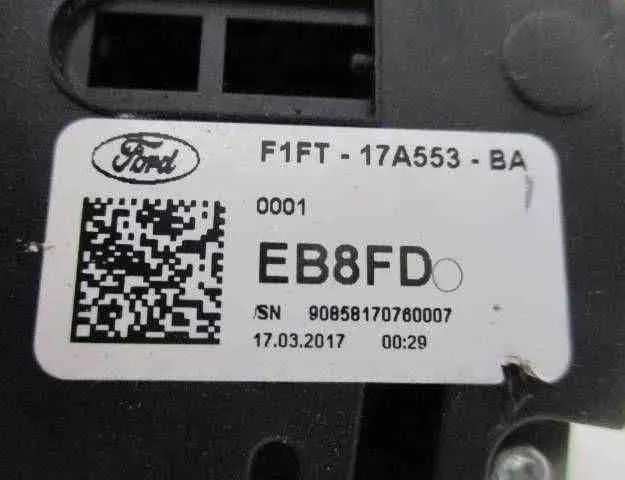 Ford
F1FT - 17A553 - BA
0001
EB8FD
/SN 90858170760007
17.03.2017 00:29